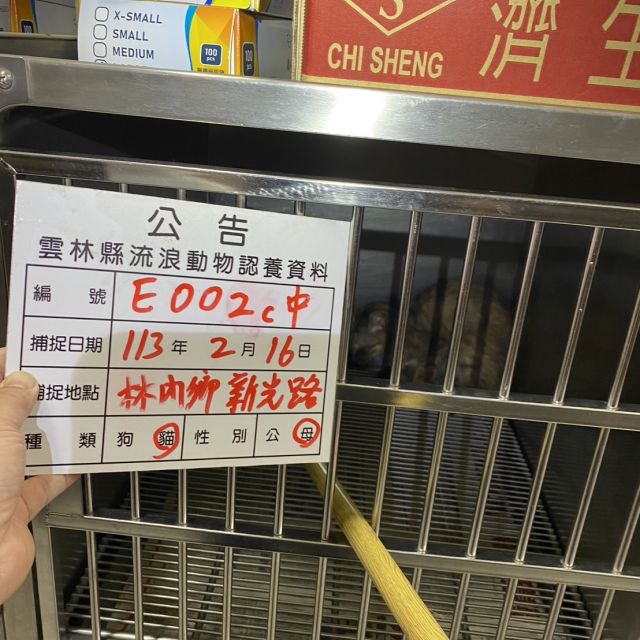 X-SMALL
SMALL
MEDIUM
100
pcs
S
CHI SHENG
濟生
公告
雲林縣流浪動物認養資料
編號 E002c中
捕捉日期 113年2月16日
捕捉地點 林內鄉新光路
種類 狗 貓 性別 公 母